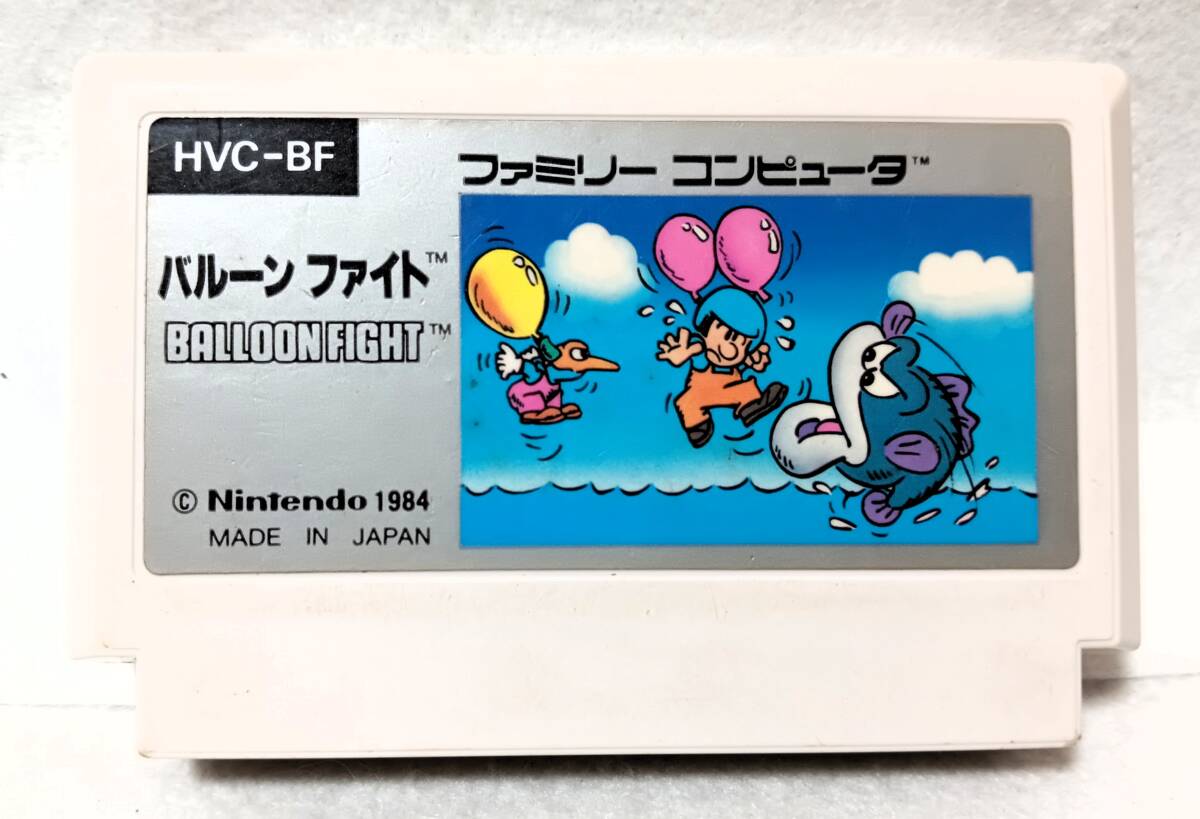 HVC-BF
ファミリー コンピュータ™
バルーン ファイト™
BALLOON FIGHT™
© Nintendo 1984
MADE IN JAPAN